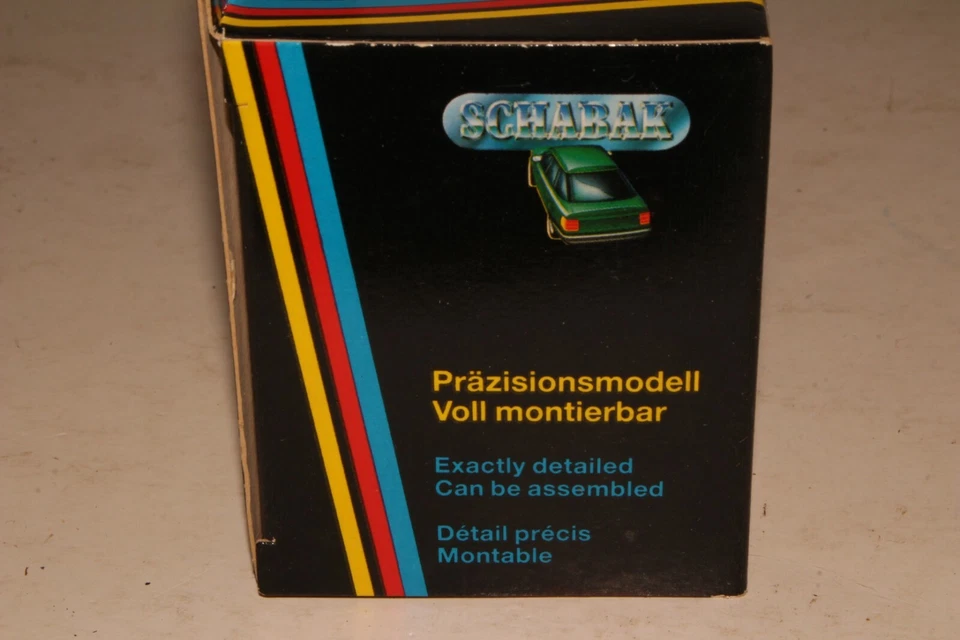 SCHABAK
Präzisionsmodell
Voll montierbar
Exactly detailed
Can be assembled
Détail précis
Montable